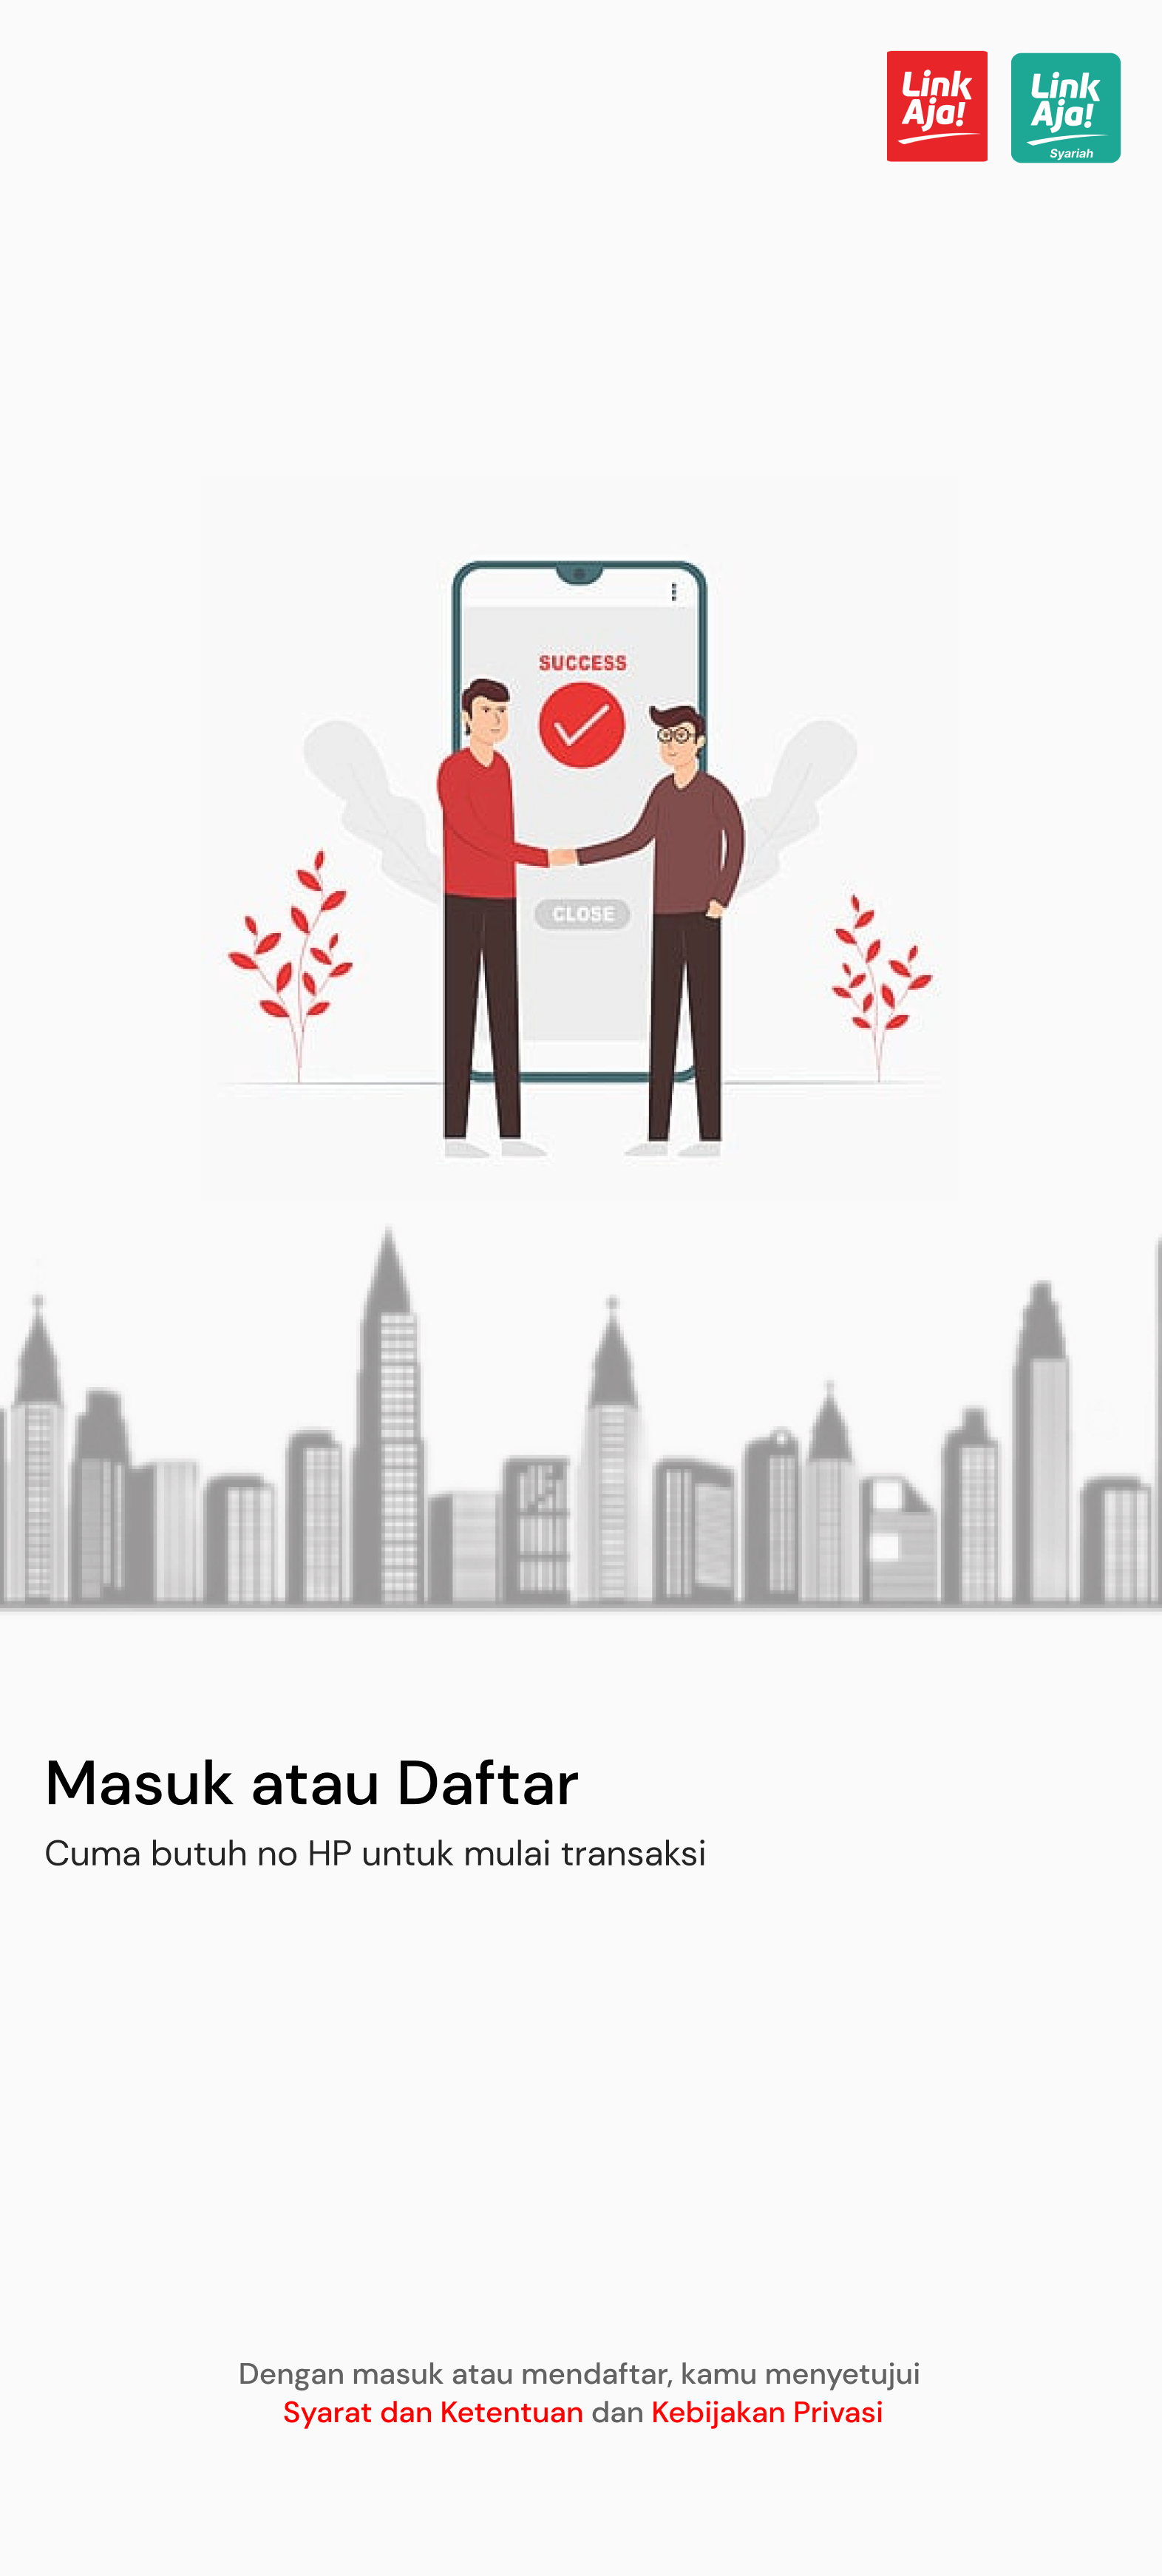 Link
Aja!
Link
Aja!
Syariah
SUCCESS
CLOSE
Masuk atau Daftar
Cuma butuh no HP untuk mulai transaksi
Dengan masuk atau mendaftar, kamu menyetujui
Syarat dan Ketentuan dan Kebijakan Privasi